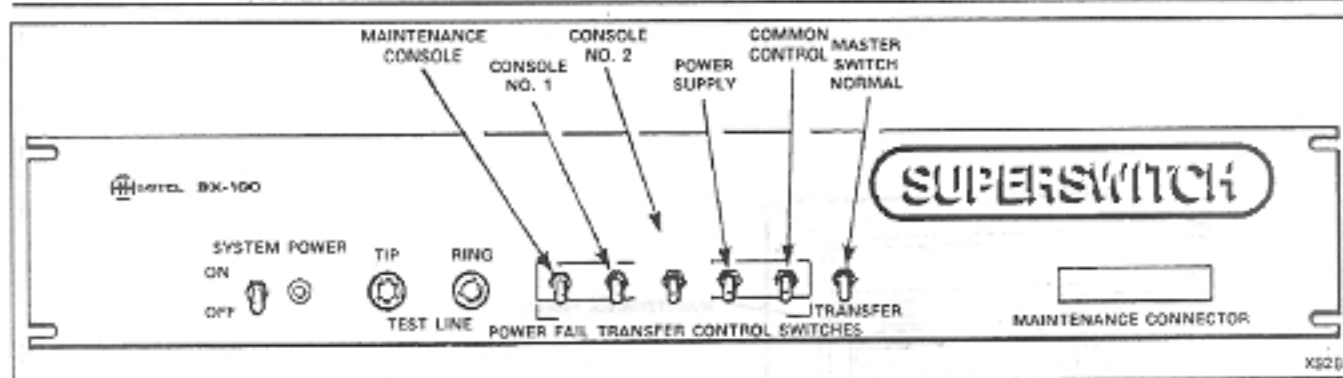 MAINTENANCE CONSOLE
CONSOLE NO. 1
CONSOLE NO. 2
POWER SUPPLY
COMMON CONTROL
MASTER SWITCH NORMAL
MITEL SX-100
SUPERSWITCH
SYSTEM POWER
ON
OFF
TIP
RING
TEST LINE
POWER FAIL TRANSFER CONTROL SWITCHES
TRANSFER
MAINTENANCE CONNECTOR